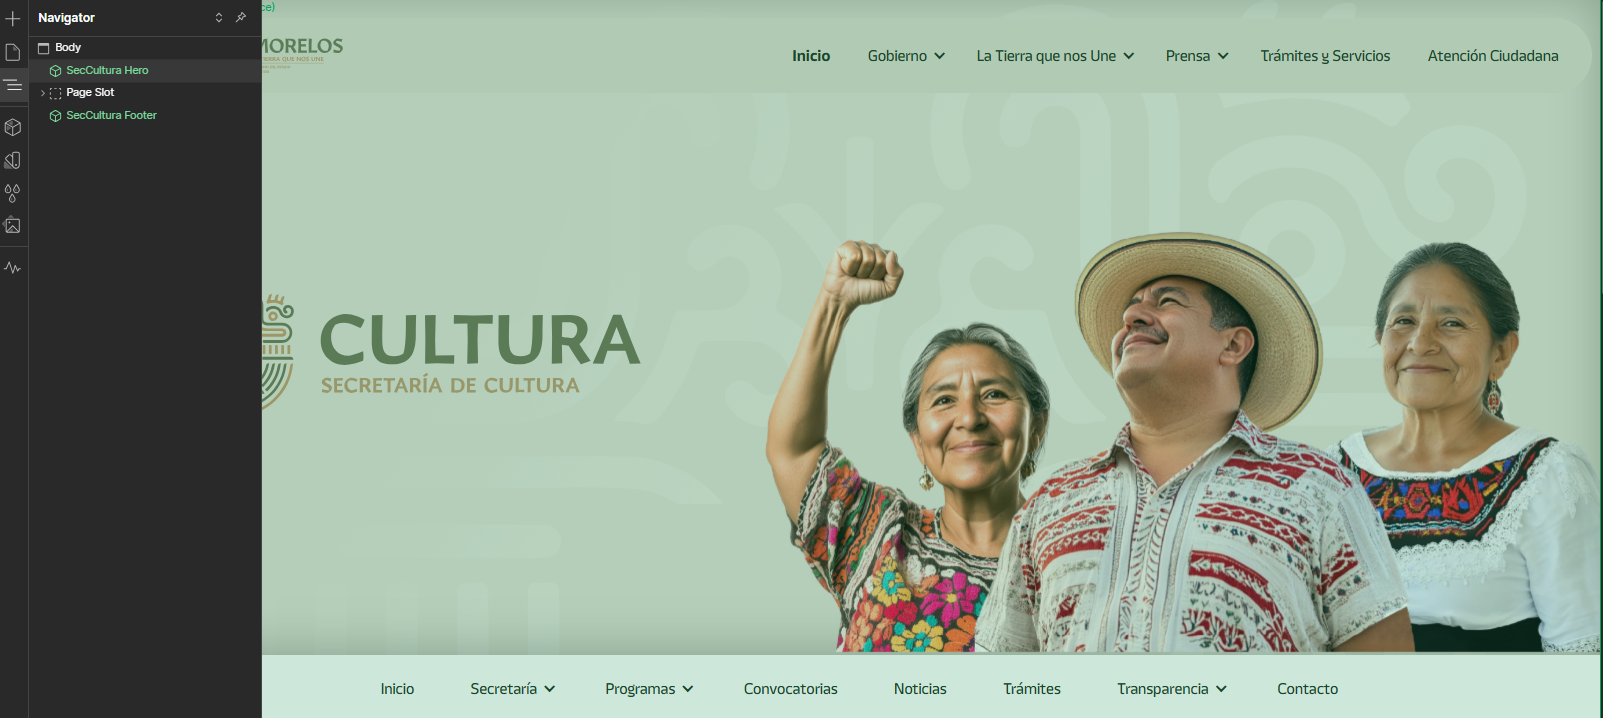 Navigator
Body
SecCultura Hero
Page Slot
SecCultura Footer
ce)
MORELOS
TIERRA QUE NOS UNE
Inicio
Gobierno
La Tierra que nos Une
Prensa
Trámites y Servicios
Atención Ciudadana
CULTURA
SECRETARÍA DE CULTURA
Inicio
Secretaría
Programas
Convocatorias
Noticias
Trámites
Transparencia
Contacto